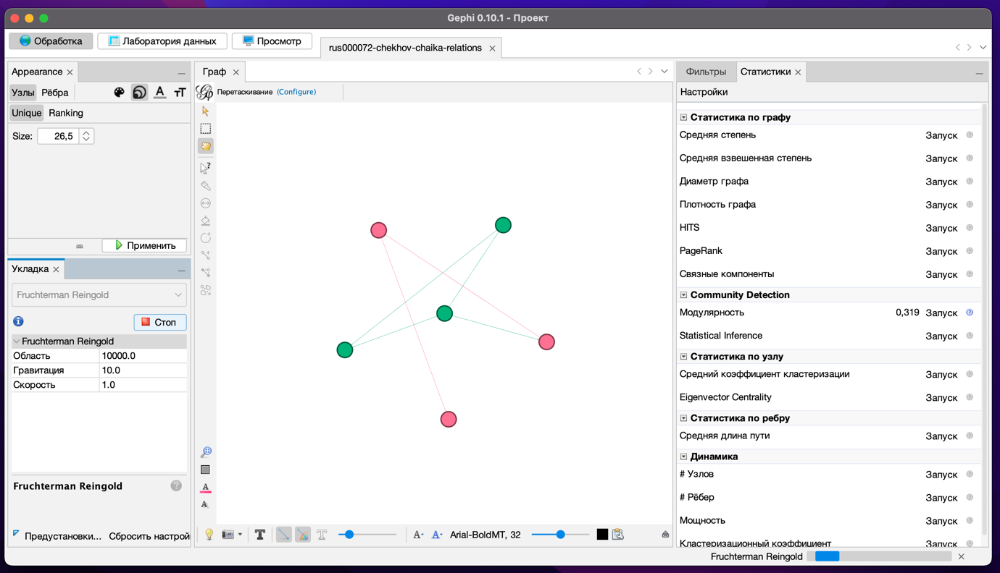 Gephi 0.10.1 - Проект
Обработка
Лаборатория данных
Просмотр
rus000072-chekhov-chaika-relations
Appearance
Узлы
Рёбра
Unique
Ranking
Size:
26,5
Применить
Укладка
Fruchterman Reingold
Стоп
Fruchterman Reingold
Область 10000.0
Гравитация 10.0
Скорость 1.0
Fruchterman Reingold
Предустановки...
Сбросить настрой
Граф
Перетаскивание (Configure)
Arial-BoldMT, 32
Фильтры
Статистики
Настройки
Статистика по графу
Средняя степень Запуск
Средняя взвешенная степень Запуск
Диаметр графа Запуск
Плотность графа Запуск
HITS Запуск
PageRank Запуск
Связные компоненты Запуск
Community Detection
Модулярность 0,319 Запуск
Statistical Inference Запуск
Статистика по узлу
Средний коэффициент кластеризации Запуск
Eigenvector Centrality Запуск
Статистика по ребру
Средняя длина пути Запуск
Динамика
# Узлов Запуск
# Рёбер Запуск
Мощность Запуск
Кластеризационный коэффициент Запуск
Fruchterman Reingold